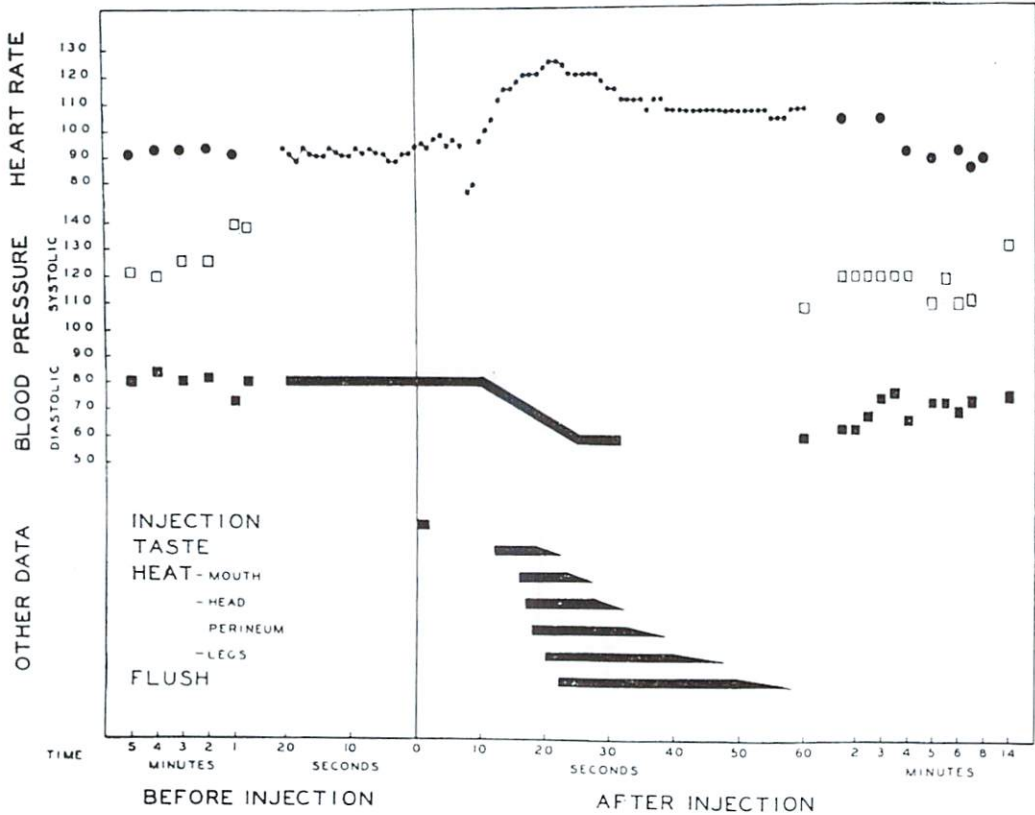 HEART RATE
130
120
110
100
90
80
BLOOD PRESSURE
SYSTOLIC
140
130
120
110
100
90
DIASTOLIC
80
70
60
50
OTHER DATA
INJECTION
TASTE
HEAT - MOUTH
- HEAD
PERINEUM
- LEGS
FLUSH
TIME
5 4 3 2 1 20 10 0 10 20 30 40 50 60 2 3 4 5 6 8 14
MINUTES SECONDS SECONDS MINUTES
BEFORE INJECTION AFTER INJECTION